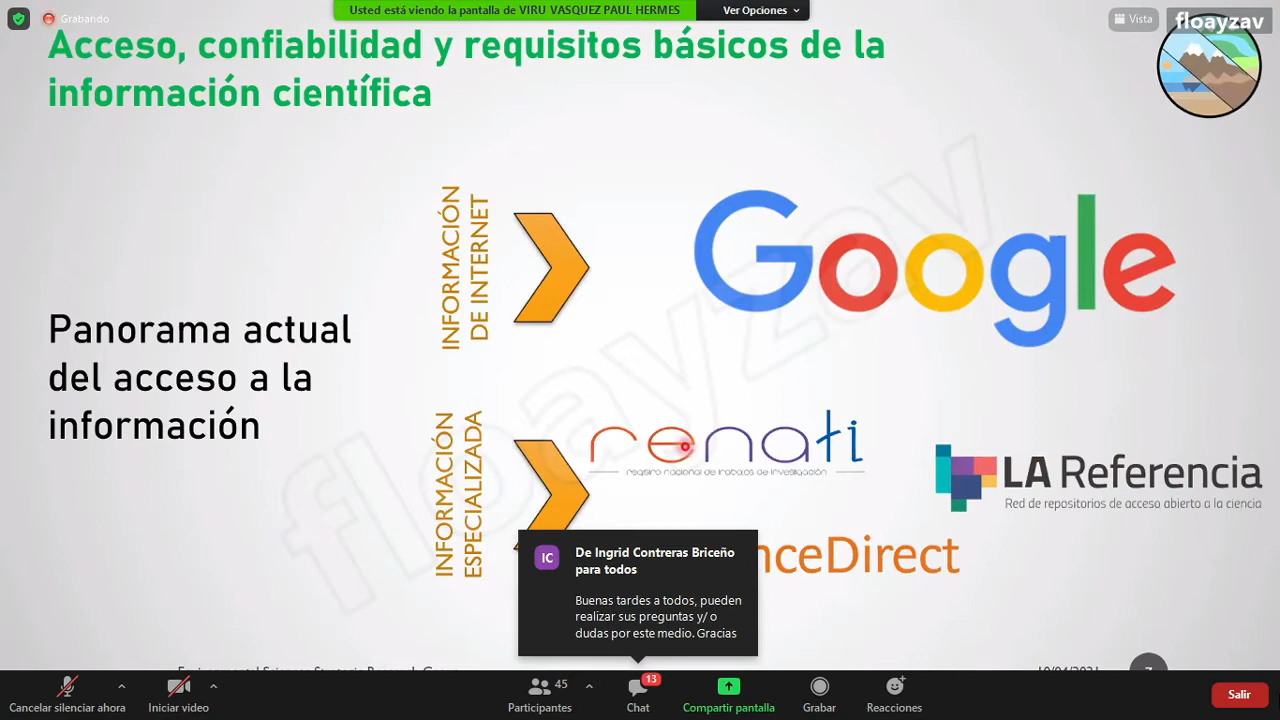 Grabando
Usted está viendo la pantalla de VIRU VASQUEZ PAUL HERMES
Ver Opciones
Vista
floayzav
Acceso, confiabilidad y requisitos básicos de la
información científica
INFORMACIÓN
DE INTERNET
Google
Panorama actual
del acceso a la
información
INFORMACIÓN
ESPECIALIZADA
renati
registro nacional de trabajos de investigación
LA Referencia
Red de repositorios de acceso abierto a la ciencia
nceDirect
floayzav
IC
De Ingrid Contreras Briceño
para todos
Buenas tardes a todos, pueden
realizar sus preguntas y/ o
dudas por este medio. Gracias
Cancelar silenciar ahora
Iniciar video
45
Participantes
13
Chat
Compartir pantalla
Grabar
Reacciones
Salir